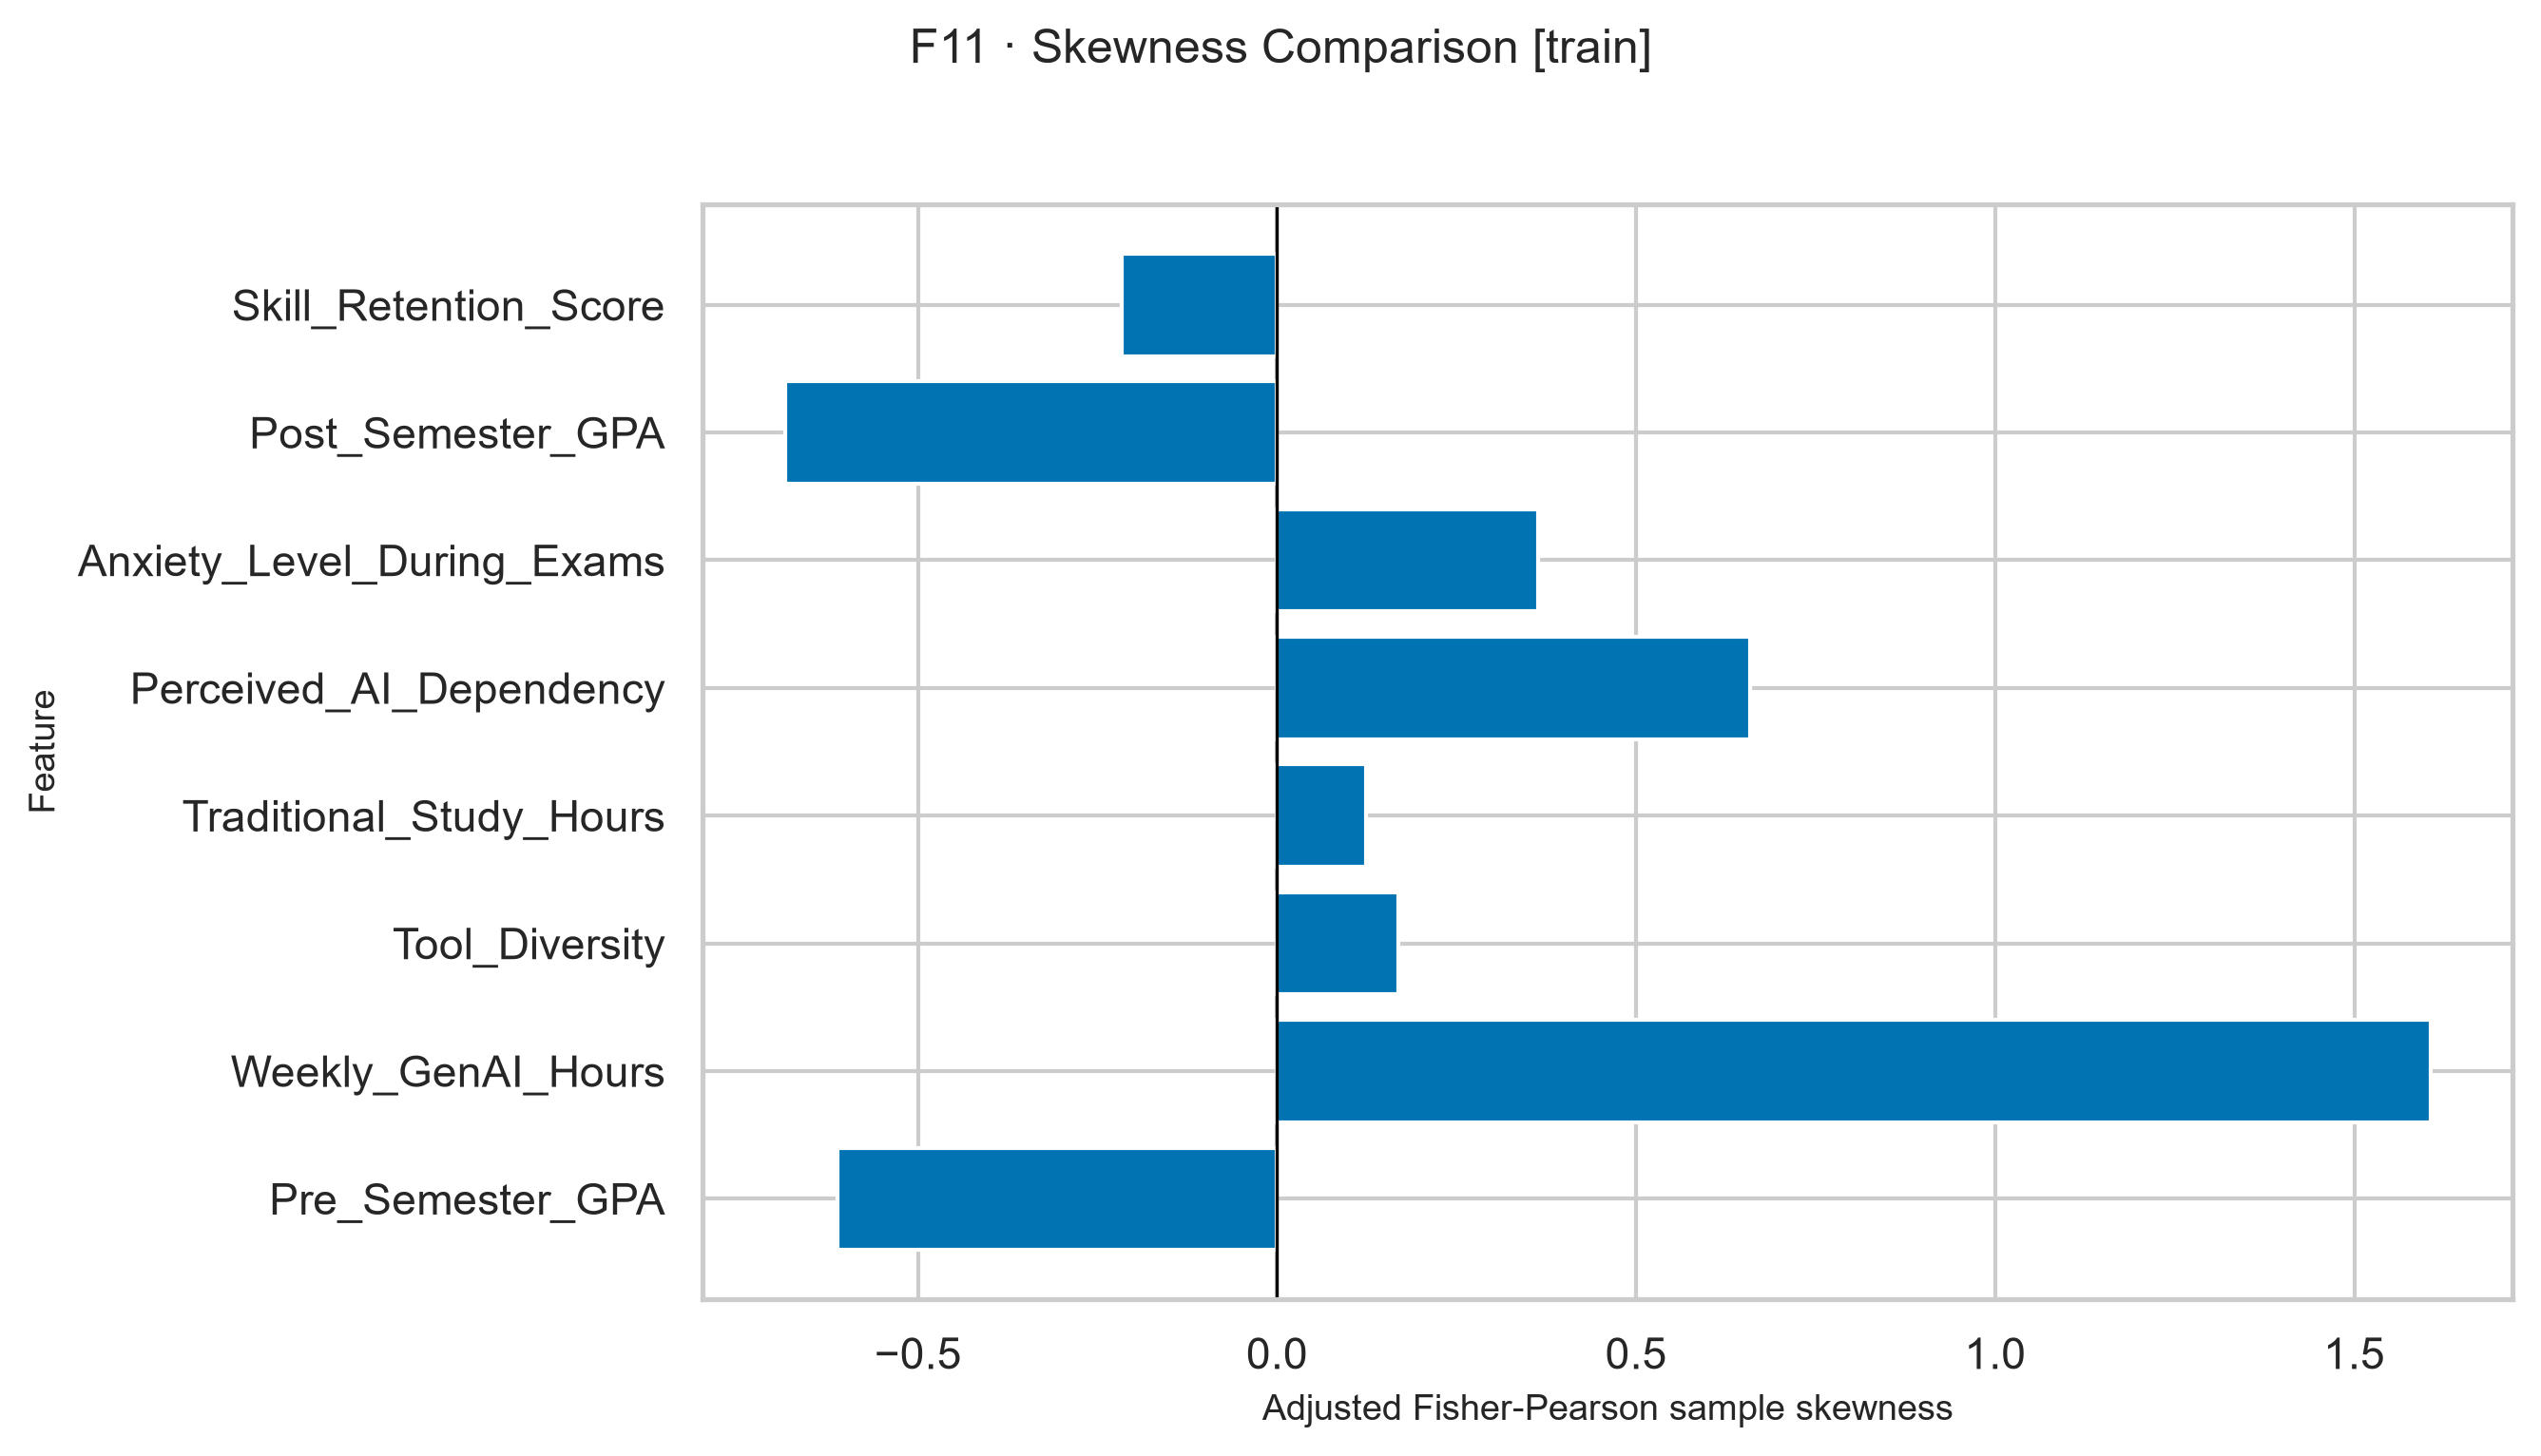 F11 · Skewness Comparison [train]
Skill_Retention_Score
Post_Semester_GPA
Anxiety_Level_During_Exams
Perceived_AI_Dependency
Traditional_Study_Hours
Tool_Diversity
Weekly_GenAI_Hours
Pre_Semester_GPA
Feature
−0.5 0.0 0.5 1.0 1.5
Adjusted Fisher-Pearson sample skewness